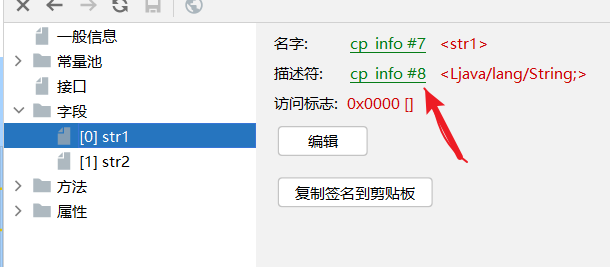 一般信息
常量池
接口
字段
[0] str1
[1] str2
方法
属性
名字: cp_info #7 <str1>
描述符: cp_info #8 <Ljava/lang/String;>
访问标志: 0x0000 []
编辑
复制签名到剪贴板